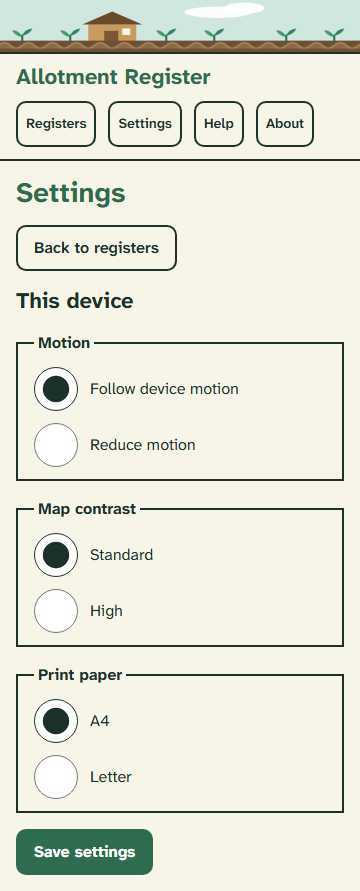 Allotment Register
Registers Settings Help About
Settings
Back to registers
This device
Motion
Follow device motion
Reduce motion
Map contrast
Standard
High
Print paper
A4
Letter
Save settings